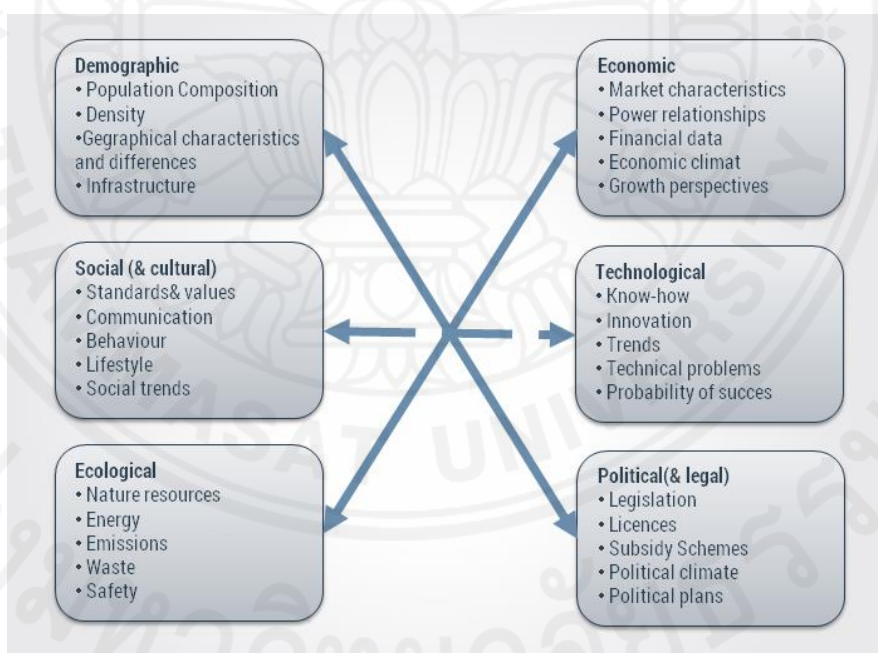 Demographic
• Population Composition
• Density
•Gegraphical characteristics
and differences
• Infrastructure
Economic
• Market characteristics
• Power relationships
• Financial data
• Economic climat
• Growth perspectives
Social (& cultural)
• Standards& values
• Communication
• Behaviour
• Lifestyle
• Social trends
Technological
• Know-how
• Innovation
• Trends
• Technical problems
• Probability of succes
Ecological
• Nature resources
• Energy
• Emissions
• Waste
• Safety
Political(& legal)
• Legislation
• Licences
• Subsidy Schemes
• Political climate
• Political plans
THAMMASAT UNIVERSITY